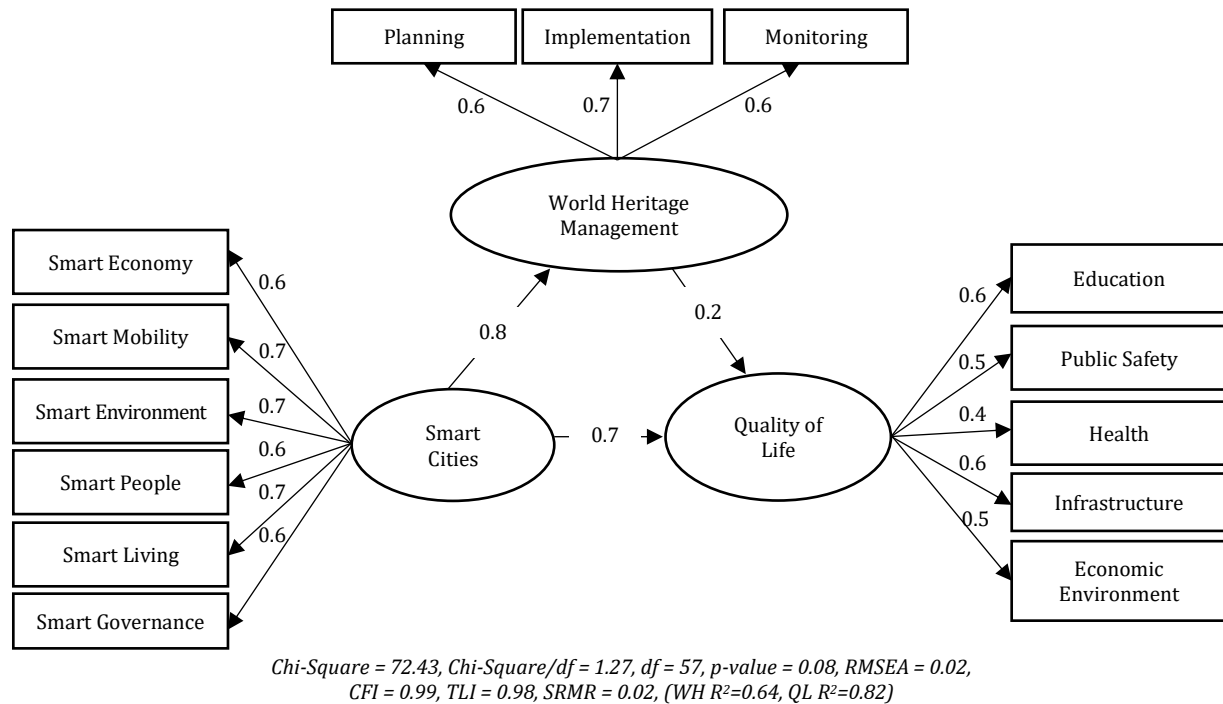 Planning
Implementation
Monitoring
0.6
0.7
0.6
World Heritage
Management
Smart Economy
Smart Mobility
Smart Environment
Smart People
Smart Living
Smart Governance
0.6
0.7
0.7
0.6
0.7
0.6
Smart
Cities
0.8
0.2
0.7
Quality of
Life
0.6
0.5
0.4
0.6
0.5
Education
Public Safety
Health
Infrastructure
Economic
Environment
Chi-Square = 72.43, Chi-Square/df = 1.27, df = 57, p-value = 0.08, RMSEA = 0.02,
CFI = 0.99, TLI = 0.98, SRMR = 0.02, (WH R²=0.64, QL R²=0.82)